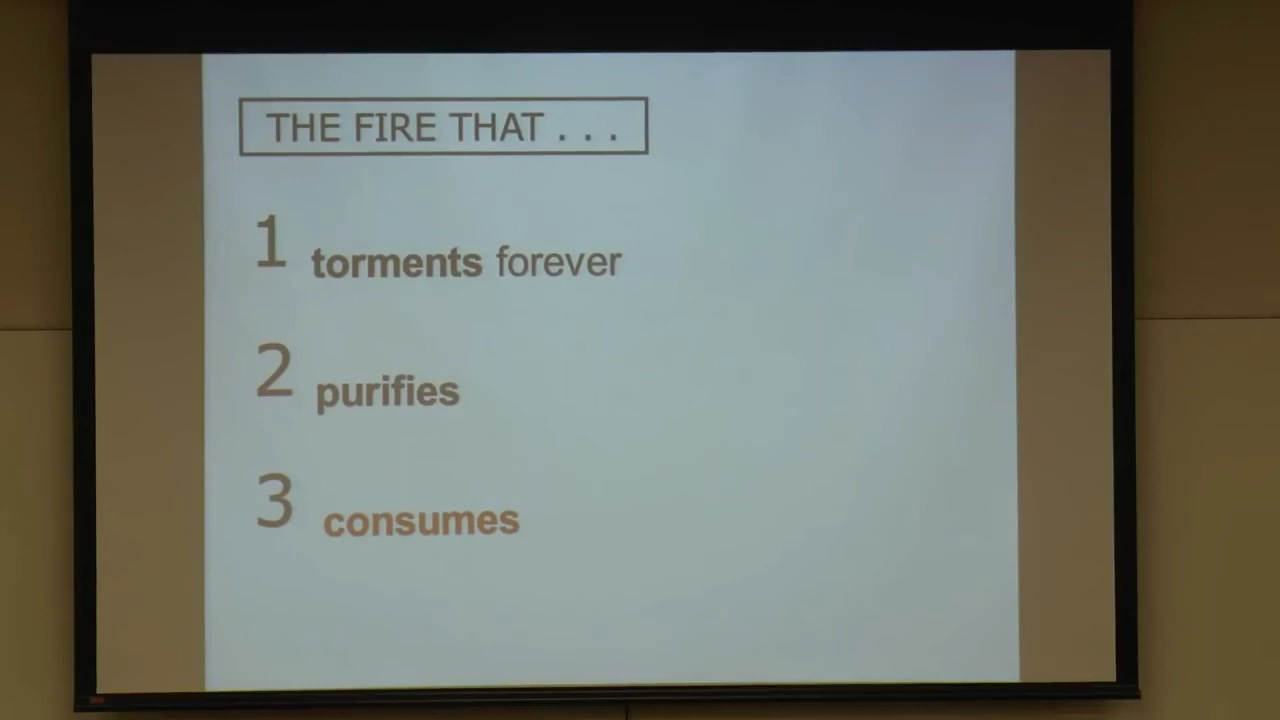 THE FIRE THAT . . .
1 torments forever
2 purifies
3 consumes